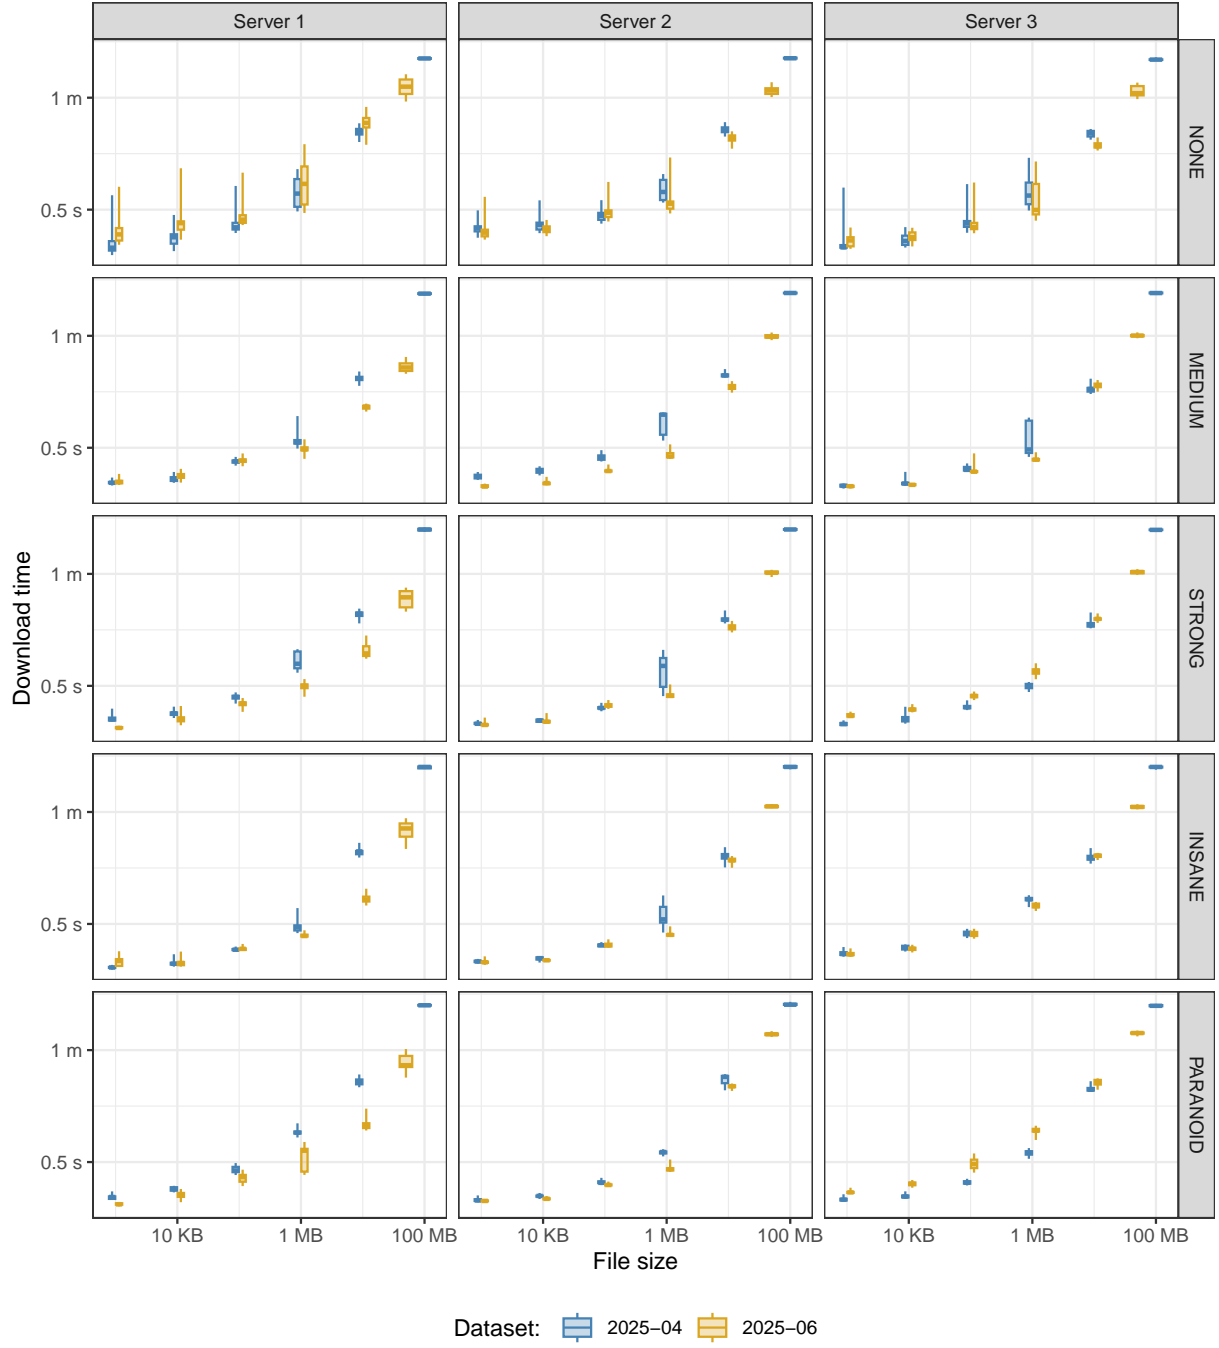 Server 1
Server 2
Server 3
1 m
0.5 s
NONE
1 m
0.5 s
MEDIUM
1 m
0.5 s
STRONG
1 m
0.5 s
INSANE
1 m
0.5 s
PARANOID
Download time
10 KB
1 MB
100 MB
10 KB
1 MB
100 MB
10 KB
1 MB
100 MB
File size
Dataset: 2025−04 2025−06